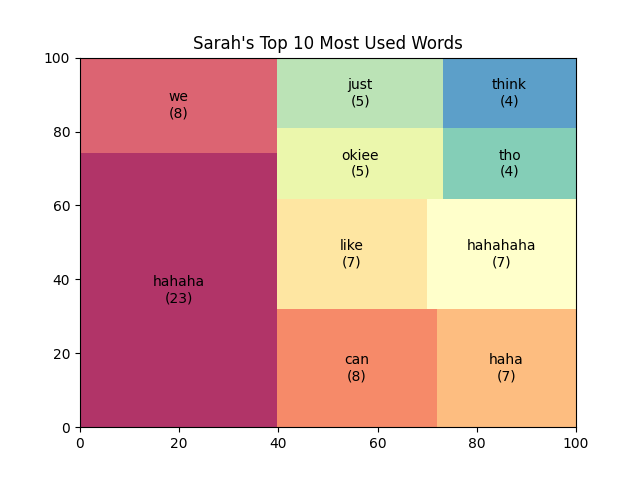 Sarah's Top 10 Most Used Words
100
80
60
40
20
0
we
(8)
just
(5)
think
(4)
okiee
(5)
tho
(4)
hahaha
(23)
like
(7)
hahahaha
(7)
can
(8)
haha
(7)
0
20
40
60
80
100